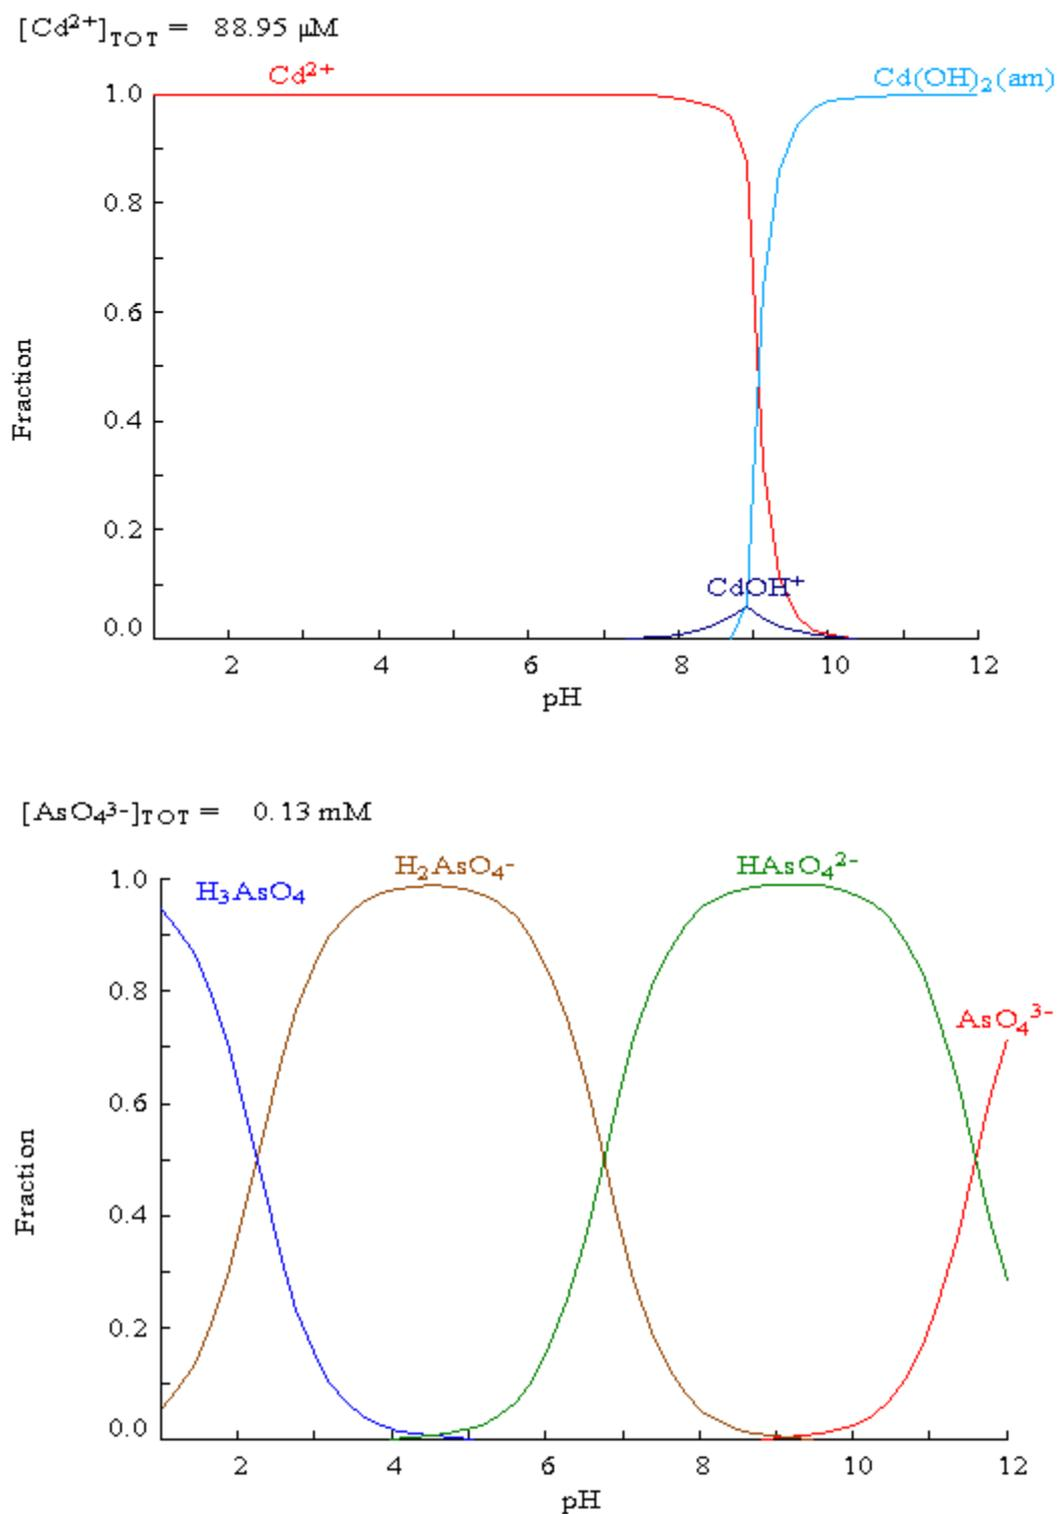 [Cd²⁺]TOT = 88.95 µM
Cd²⁺
Cd(OH)₂(am)
1.0
0.8
0.6
0.4
0.2
0.0
Fraction
CdOH⁺
2 4 6 8 10 12
pH
[AsO₄³⁻]TOT = 0.13 mM
H₃AsO₄
H₂AsO₄⁻
HAsO₄²⁻
AsO₄³⁻
1.0
0.8
0.6
0.4
0.2
0.0
Fraction
2 4 6 8 10 12
pH